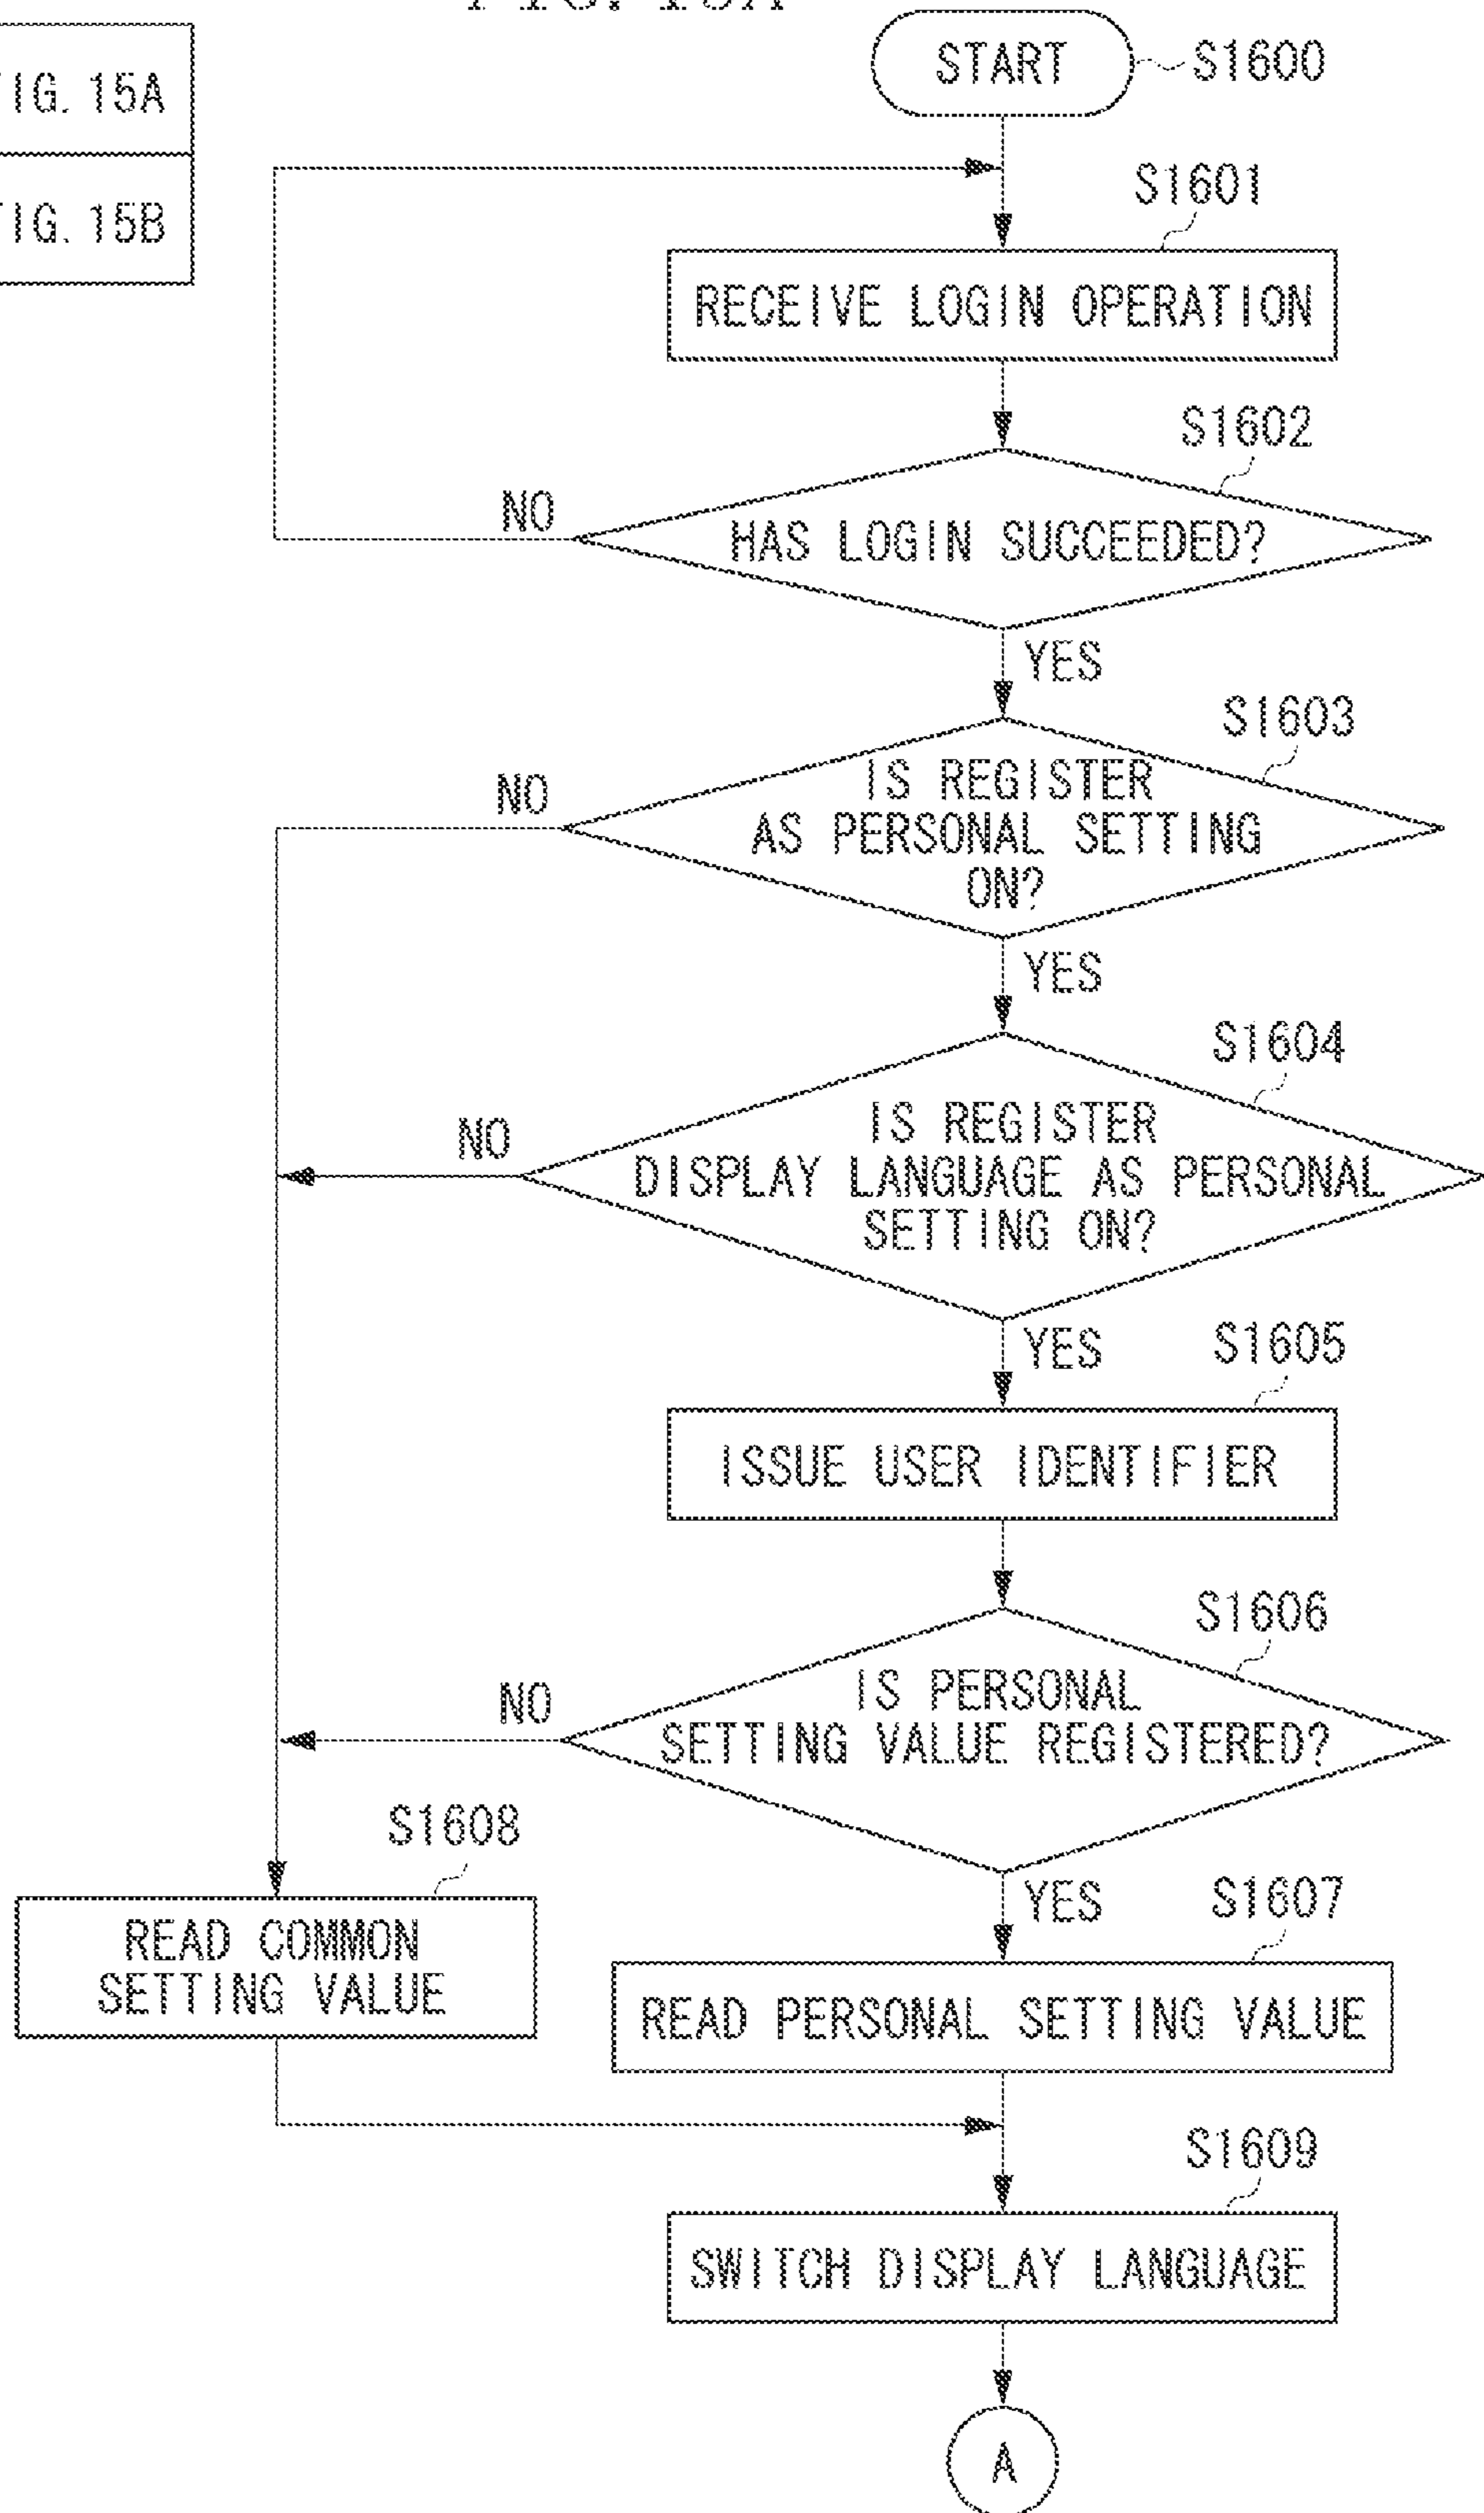 FIG. 15A
IG. 15A
IG. 15B
START
S1600
S1601
RECEIVE LOGIN OPERATION
S1602
NO
HAS LOGIN SUCCEEDED?
YES
S1603
NO
IS REGISTER
AS PERSONAL SETTING
ON?
YES
S1604
NO
IS REGISTER
DISPLAY LANGUAGE AS PERSONAL
SETTING ON?
YES
S1605
ISSUE USER IDENTIFIER
S1606
NO
IS PERSONAL
SETTING VALUE REGISTERED?
S1608
YES
S1607
READ COMMON
SETTING VALUE
READ PERSONAL SETTING VALUE
S1609
SWITCH DISPLAY LANGUAGE
A